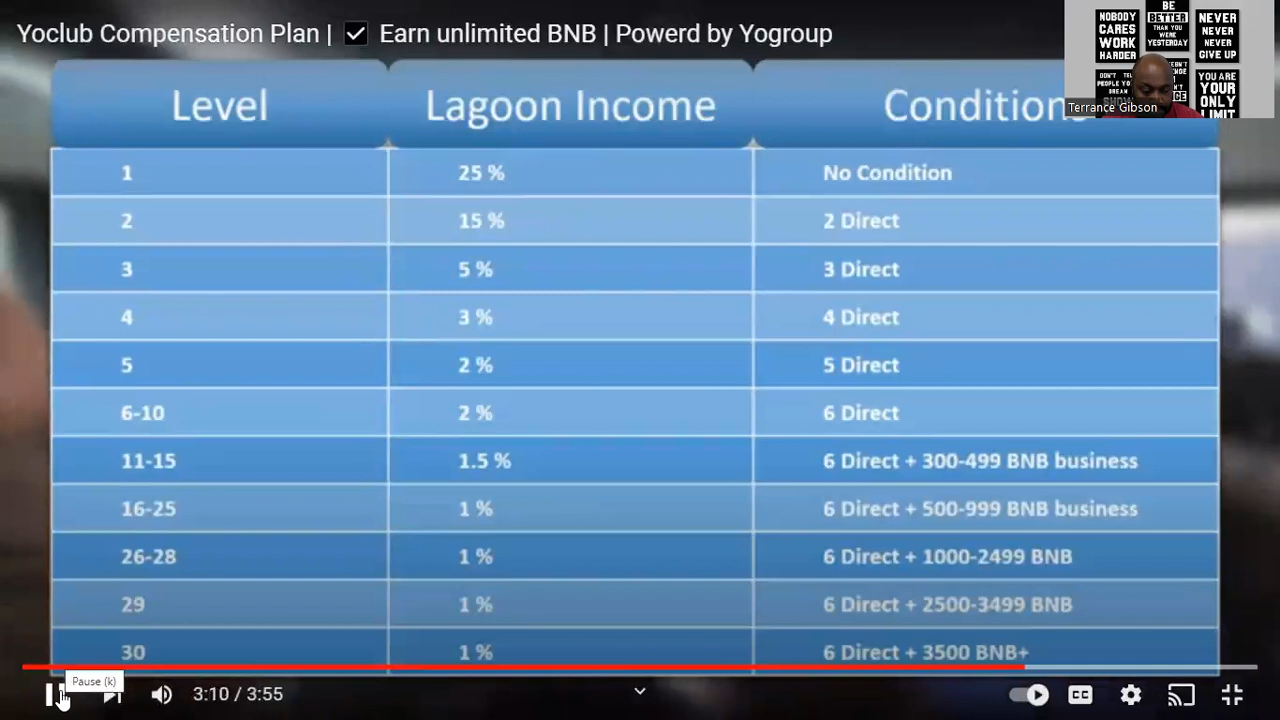 Yoclub Compensation Plan | ✓ Earn unlimited BNB | Powerd by Yogroup
NOBODY
CARES
WORK
HARDER
BE
BETTER
THAN YOU
WERE
YESTERDAY
NEVER
NEVER
NEVER
GIVE UP
YOU ARE
YOUR
ONLY
LIMIT
Terrance Gibson
Level Lagoon Income Condition
1 25 % No Condition
2 15 % 2 Direct
3 5 % 3 Direct
4 3 % 4 Direct
5 2 % 5 Direct
6-10 2 % 6 Direct
11-15 1.5 % 6 Direct + 300-499 BNB business
16-25 1 % 6 Direct + 500-999 BNB business
26-28 1 % 6 Direct + 1000-2499 BNB
29 1 % 6 Direct + 2500-3499 BNB
30 1 % 6 Direct + 3500 BNB+
Pause (k)
3:10 / 3:55
CC